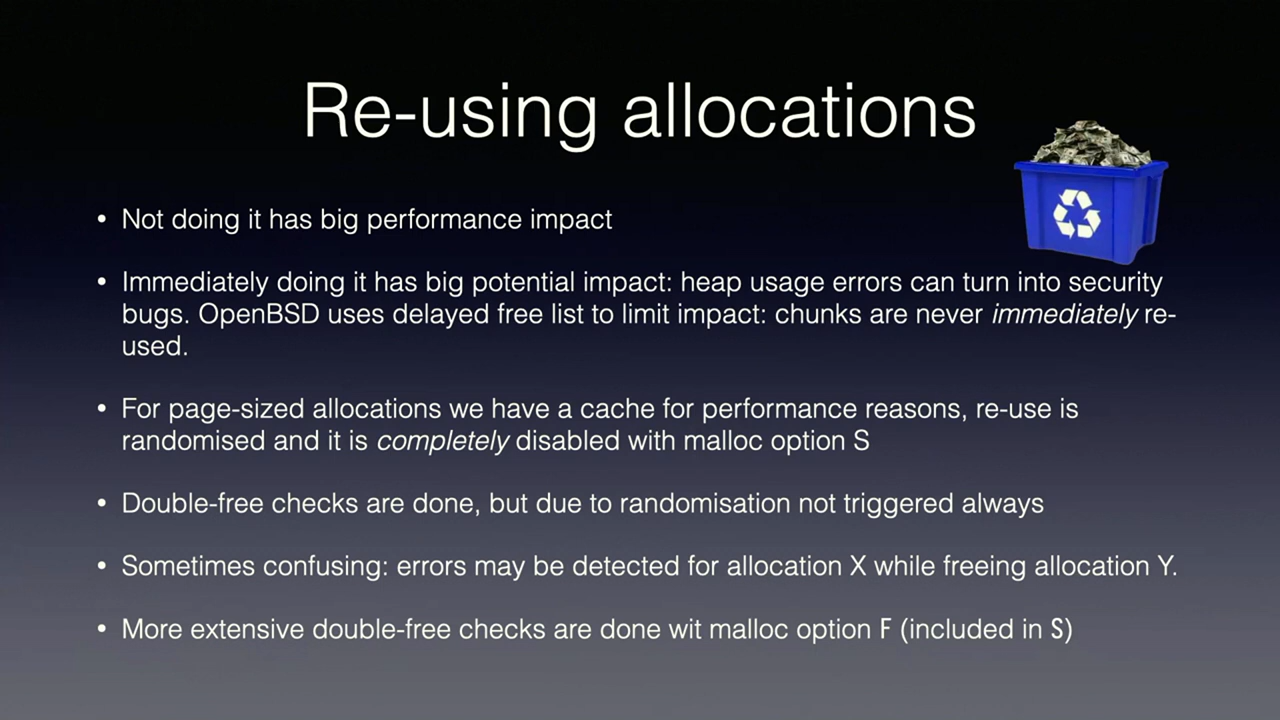 Re-using allocations
• Not doing it has big performance impact
• Immediately doing it has big potential impact: heap usage errors can turn into security
bugs. OpenBSD uses delayed free list to limit impact: chunks are never immediately re-
used.
• For page-sized allocations we have a cache for performance reasons, re-use is
randomised and it is completely disabled with malloc option S
• Double-free checks are done, but due to randomisation not triggered always
• Sometimes confusing: errors may be detected for allocation X while freeing allocation Y.
• More extensive double-free checks are done wit malloc option F (included in S)